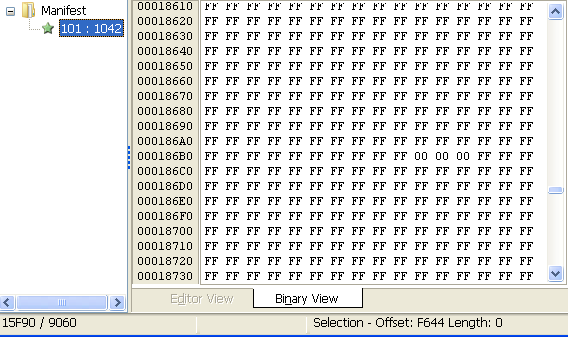 Manifest
101 : 1042
00018610 FF FF FF FF FF FF FF FF FF FF FF FF FF FF FF FF
00018620 FF FF FF FF FF FF FF FF FF FF FF FF FF FF FF FF
00018630 FF FF FF FF FF FF FF FF FF FF FF FF FF FF FF FF
00018640 FF FF FF FF FF FF FF FF FF FF FF FF FF FF FF FF
00018650 FF FF FF FF FF FF FF FF FF FF FF FF FF FF FF FF
00018660 FF FF FF FF FF FF FF FF FF FF FF FF FF FF FF FF
00018670 FF FF FF FF FF FF FF FF FF FF FF FF FF FF FF FF
00018680 FF FF FF FF FF FF FF FF FF FF FF FF FF FF FF FF
00018690 FF FF FF FF FF FF FF FF FF FF FF FF FF FF FF FF
000186A0 FF FF FF FF FF FF FF FF FF FF FF FF FF FF FF FF
000186B0 FF FF FF FF FF FF FF FF FF FF 00 00 00 FF FF FF
000186C0 FF FF FF FF FF FF FF FF FF FF FF FF FF FF FF FF
000186D0 FF FF FF FF FF FF FF FF FF FF FF FF FF FF FF FF
000186E0 FF FF FF FF FF FF FF FF FF FF FF FF FF FF FF FF
000186F0 FF FF FF FF FF FF FF FF FF FF FF FF FF FF FF FF
00018700 FF FF FF FF FF FF FF FF FF FF FF FF FF FF FF FF
00018710 FF FF FF FF FF FF FF FF FF FF FF FF FF FF FF FF
00018720 FF FF FF FF FF FF FF FF FF FF FF FF FF FF FF FF
00018730 FF FF FF FF FF FF FF FF FF FF FF FF FF FF FF FF
Editor View Binary View
15F90 / 9060 Selection - Offset: F644 Length: 0